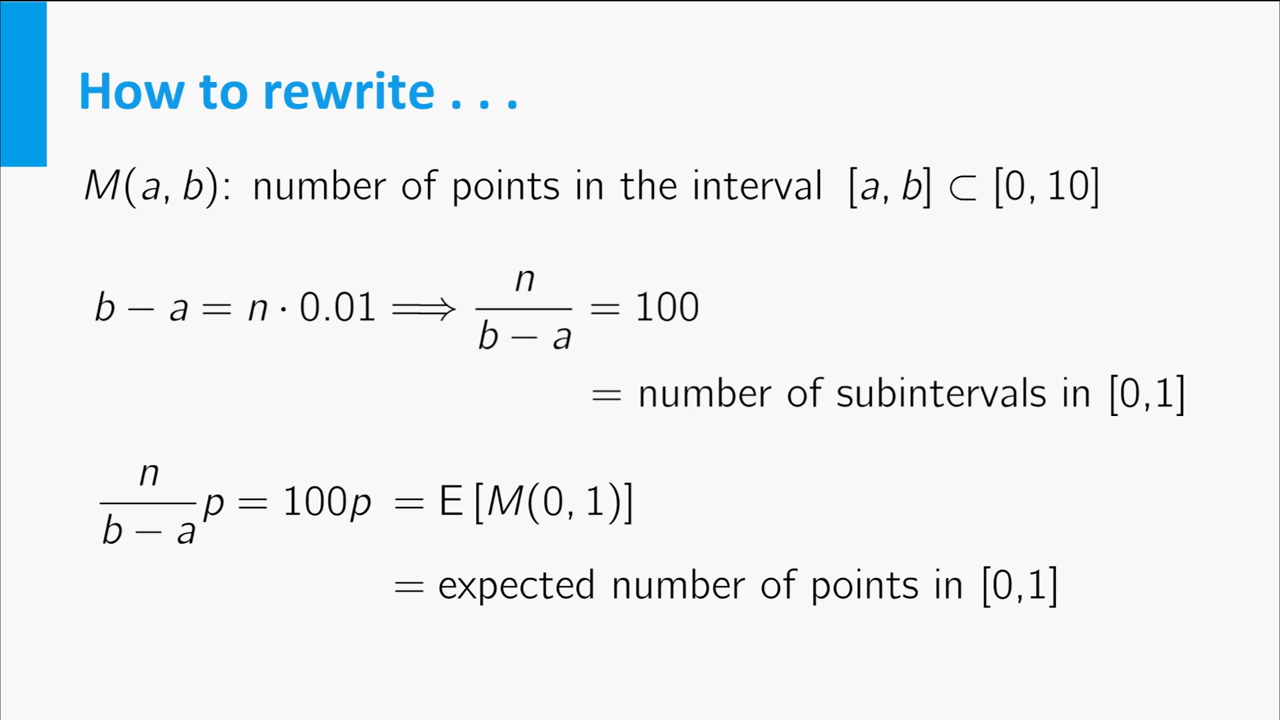 How to rewrite . . .
M(a, b): number of points in the interval [a, b] ⊂ [0, 10]
b − a = n · 0.01 ⟹ n/(b − a) = 100
= number of subintervals in [0,1]
n/(b − a) p = 100p = E [M(0, 1)]
= expected number of points in [0,1]